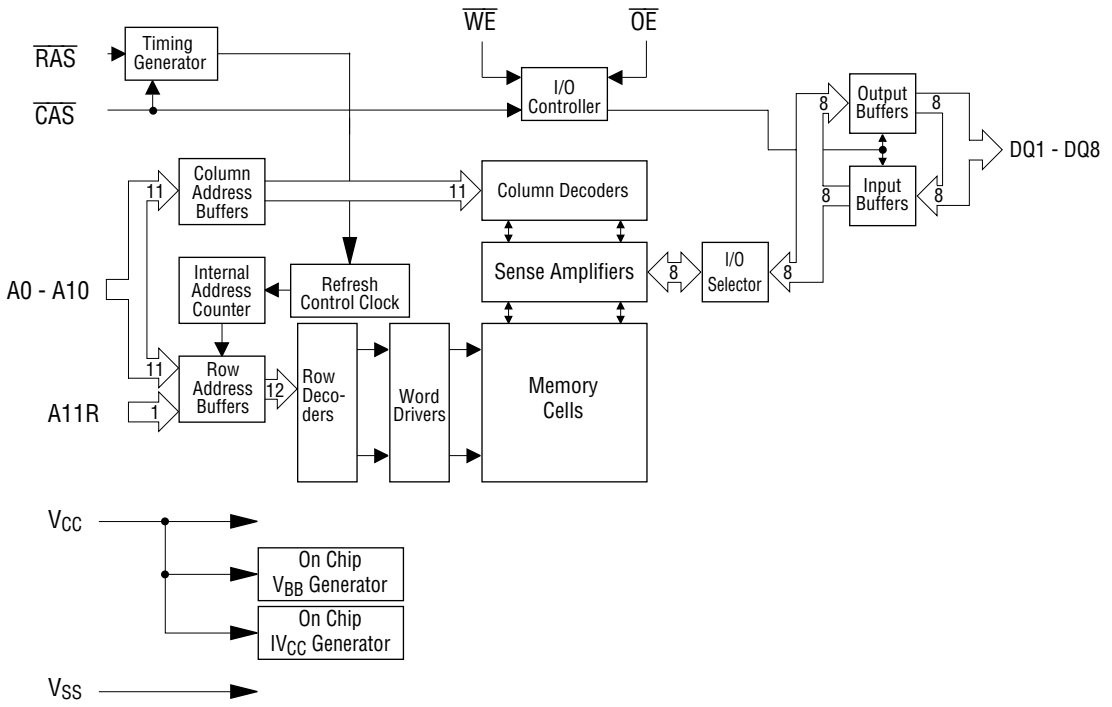 WE
OE
RAS
Timing
Generator
CAS
I/O
Controller
8
Output
Buffers
8
DQ1 - DQ8
Input
Buffers
8
8
11
Column
Address
Buffers
11
Column Decoders
Sense Amplifiers
8
I/O
Selector
8
A0 - A10
Internal
Address
Counter
Refresh
Control Clock
11
Row
Address
Buffers
12
Row
Deco-
ders
Word
Drivers
Memory
Cells
A11R
1
VCC
On Chip
VBB Generator
On Chip
IVCC Generator
VSS